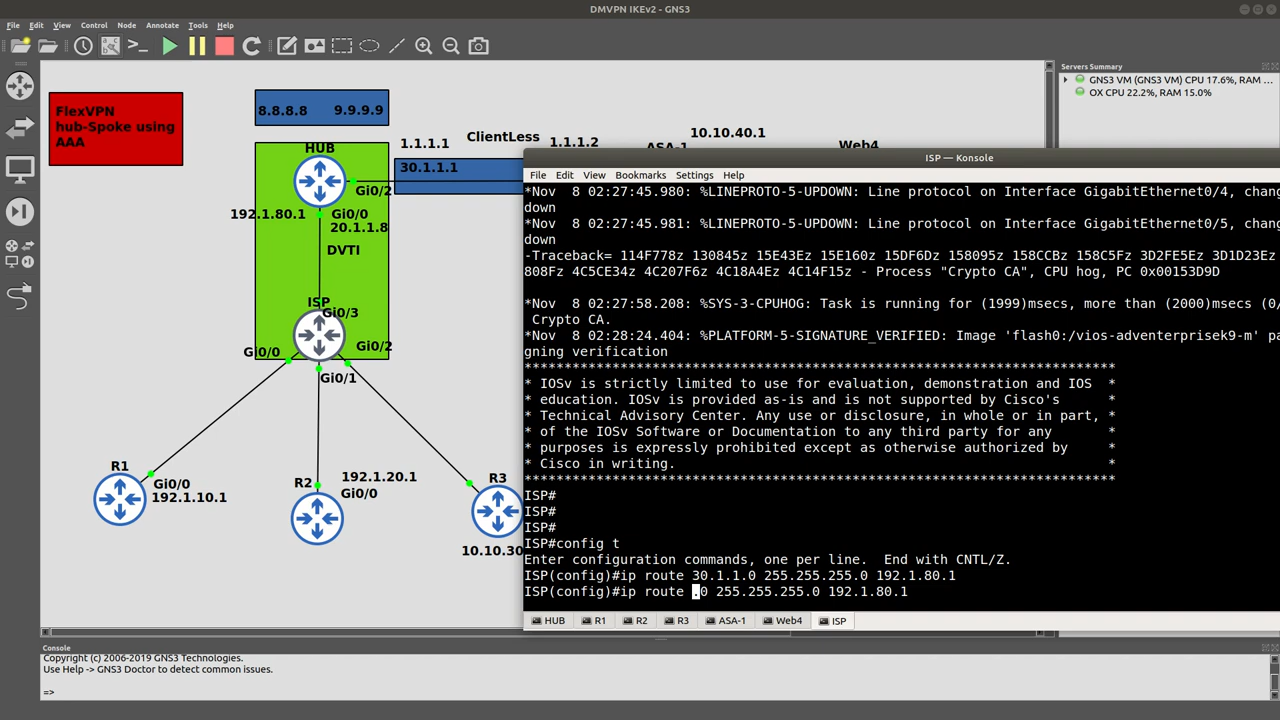 DMVPN IKEv2 - GNS3
File Edit View Control Node Annotate Tools Help
FlexVPN
hub-Spoke using
AAA
8.8.8.8 9.9.9.9
HUB
Gi0/2
192.1.80.1
Gi0/0
20.1.1.8
DVTI
1.1.1.1
30.1.1.1
ClientLess
1.1.1.2
ASA-1
10.10.40.1
Web4
ISP
Gi0/3
Gi0/0
Gi0/2
Gi0/1
R1
Gi0/0
192.1.10.1
R2
192.1.20.1
Gi0/0
R3
10.10.30
Servers Summary
GNS3 VM (GNS3 VM) CPU 17.6%, RAM ...
OX CPU 22.2%, RAM 15.0%
ISP — Konsole
File Edit View Bookmarks Settings Help
*Nov  8 02:27:45.980: %LINEPROTO-5-UPDOWN: Line protocol on Interface GigabitEthernet0/4, chang
down
*Nov  8 02:27:45.981: %LINEPROTO-5-UPDOWN: Line protocol on Interface GigabitEthernet0/5, chang
down
-Traceback= 114F778z 130845z 15E43Ez 15E160z 15DF6Dz 158095z 158CCBz 158C5Fz 3D2FE5Ez 3D1D23Ez
808Fz 4C5CE34z 4C207F6z 4C18A4Ez 4C14F15z - Process "Crypto CA", CPU hog, PC 0x00153D9D
*Nov  8 02:27:58.208: %SYS-3-CPUHOG: Task is running for (1999)msecs, more than (2000)msecs (0/
Crypto CA.
*Nov  8 02:28:24.404: %PLATFORM-5-SIGNATURE_VERIFIED: Image 'flash0:/vios-adventerprisek9-m' pa
gning verification
**************************************************************************
* IOSv is strictly limited to use for evaluation, demonstration and IOS  *
* education. IOSv is provided as-is and is not supported by Cisco's      *
* Technical Advisory Center. Any use or disclosure, in whole or in part, *
* of the IOSv Software or Documentation to any third party for any       *
* purposes is expressly prohibited except as otherwise authorized by     *
* Cisco in writing.                                                      *
**************************************************************************
ISP#
ISP#
ISP#
ISP#config t
Enter configuration commands, one per line.  End with CNTL/Z.
ISP(config)#ip route 30.1.1.0 255.255.255.0 192.1.80.1
ISP(config)#ip route .0 255.255.255.0 192.1.80.1
HUB R1 R2 R3 ASA-1 Web4 ISP
Console
Copyright (c) 2006-2019 GNS3 Technologies.
Use Help -> GNS3 Doctor to detect common issues.
=>